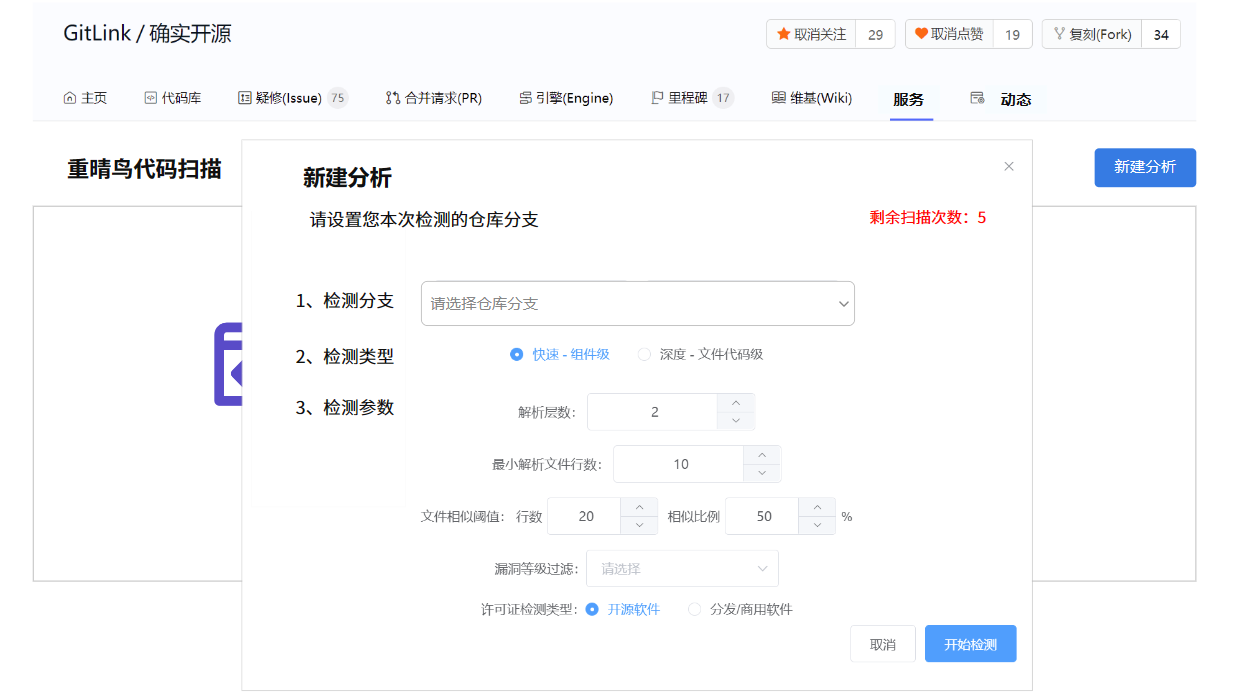 GitLink / 确实开源
取消关注 29 取消点赞 19 复刻(Fork) 34
主页 代码库 疑修(Issue) 75 合并请求(PR) 引擎(Engine) 里程碑 17 维基(Wiki) 服务 动态
重晴鸟代码扫描
新建分析
新建分析
请设置您本次检测的仓库分支
剩余扫描次数：5
1、检测分支 请选择仓库分支
2、检测类型 快速 - 组件级 深度 - 文件代码级
3、检测参数
解析层数： 2
最小解析文件行数： 10
文件相似阈值： 行数 20 相似比例 50 %
漏洞等级过滤： 请选择
许可证检测类型： 开源软件 分发/商用软件
取消 开始检测